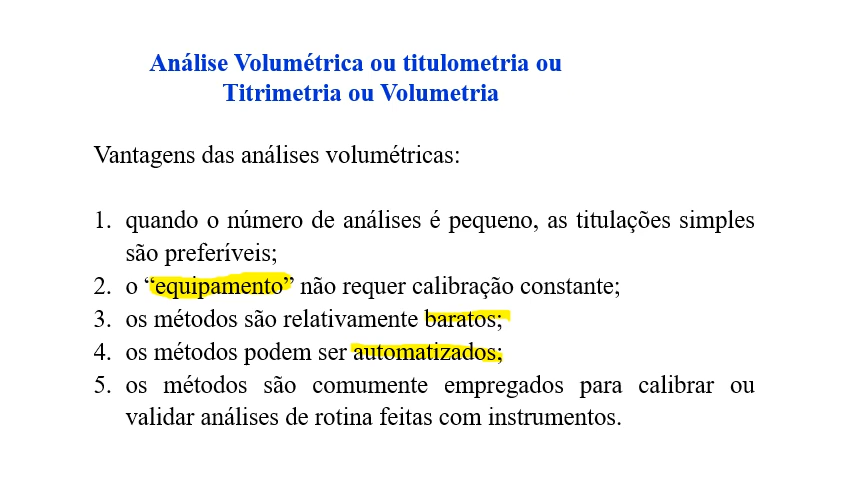 Análise Volumétrica ou titulometria ou
Titrimetria ou Volumetria
Vantagens das análises volumétricas:
1. quando o número de análises é pequeno, as titulações simples
são preferíveis;
2. o “equipamento” não requer calibração constante;
3. os métodos são relativamente baratos;
4. os métodos podem ser automatizados;
5. os métodos são comumente empregados para calibrar ou
validar análises de rotina feitas com instrumentos.